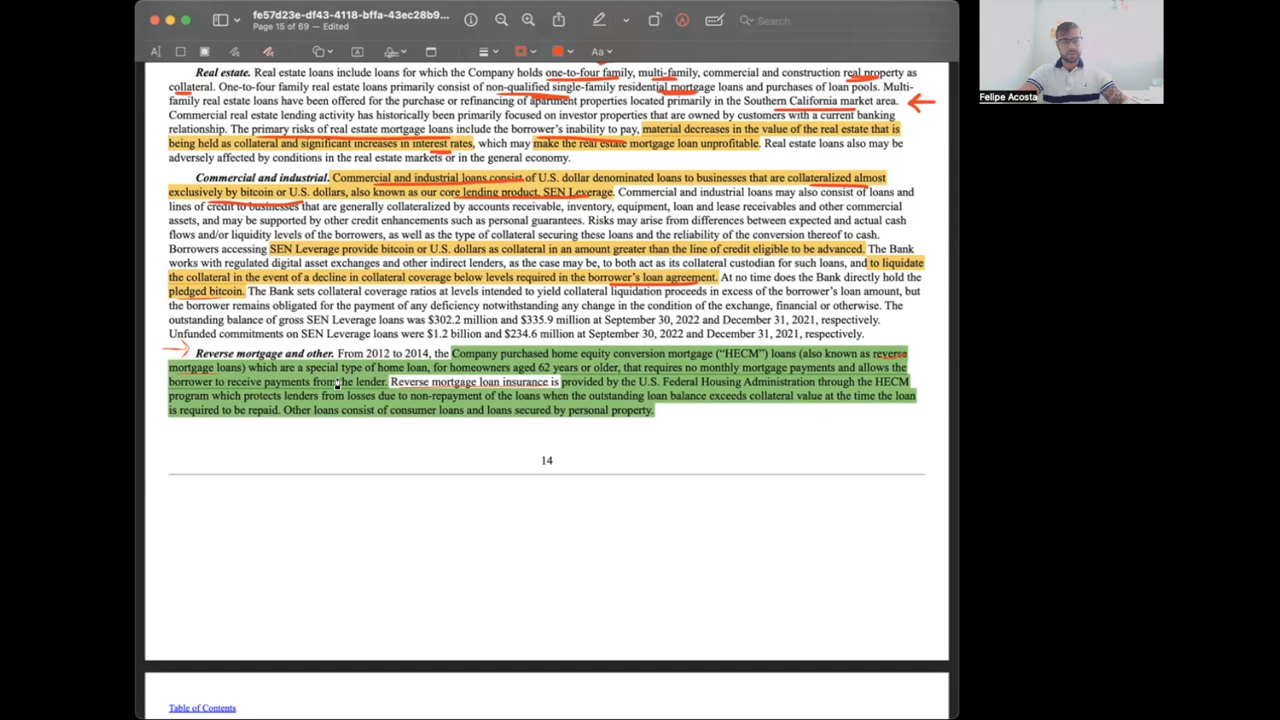 fe57d23e-df43-4118-bffa-43ec28b9...
Page 15 of 69 — Edited
Search
Aa
Real estate. Real estate loans include loans for which the Company holds one-to-four family, multi-family, commercial and construction real property as
collateral. One-to-four family real estate loans primarily consist of non-qualified single-family residential mortgage loans and purchases of loan pools. Multi-
family real estate loans have been offered for the purchase or refinancing of apartment properties located primarily in the Southern California market area.
Commercial real estate lending activity has historically been primarily focused on investor properties that are owned by customers with a current banking
relationship. The primary risks of real estate mortgage loans include the borrower's inability to pay, material decreases in the value of the real estate that is
being held as collateral and significant increases in interest rates, which may make the real estate mortgage loan unprofitable. Real estate loans also may be
adversely affected by conditions in the real estate markets or in the general economy.
Commercial and industrial. Commercial and industrial loans consist of U.S. dollar denominated loans to businesses that are collateralized almost
exclusively by bitcoin or U.S. dollars, also known as our core lending product, SEN Leverage. Commercial and industrial loans may also consist of loans and
lines of credit to businesses that are generally collateralized by accounts receivable, inventory, equipment, loan and lease receivables and other commercial
assets, and may be supported by other credit enhancements such as personal guarantees. Risks may arise from differences between expected and actual cash
flows and/or liquidity levels of the borrowers, as well as the type of collateral securing these loans and the reliability of the conversion thereof to cash.
Borrowers accessing SEN Leverage provide bitcoin or U.S. dollars as collateral in an amount greater than the line of credit eligible to be advanced. The Bank
works with regulated digital asset exchanges and other indirect lenders, as the case may be, to both act as its collateral custodian for such loans, and to liquidate
the collateral in the event of a decline in collateral coverage below levels required in the borrower's loan agreement. At no time does the Bank directly hold the
pledged bitcoin. The Bank sets collateral coverage ratios at levels intended to yield collateral liquidation proceeds in excess of the borrower's loan amount, but
the borrower remains obligated for the payment of any deficiency notwithstanding any change in the condition of the exchange, financial or otherwise. The
outstanding balance of gross SEN Leverage loans was $302.2 million and $335.9 million at September 30, 2022 and December 31, 2021, respectively.
Unfunded commitments on SEN Leverage loans were $1.2 billion and $234.6 million at September 30, 2022 and December 31, 2021, respectively.
Reverse mortgage and other. From 2012 to 2014, the Company purchased home equity conversion mortgage ("HECM") loans (also known as reverse
mortgage loans) which are a special type of home loan, for homeowners aged 62 years or older, that requires no monthly mortgage payments and allows the
borrower to receive payments from the lender. Reverse mortgage loan insurance is provided by the U.S. Federal Housing Administration through the HECM
program which protects lenders from losses due to non-repayment of the loans when the outstanding loan balance exceeds collateral value at the time the loan
is required to be repaid. Other loans consist of consumer loans and loans secured by personal property.
14
Table of Contents
Felipe Acosta